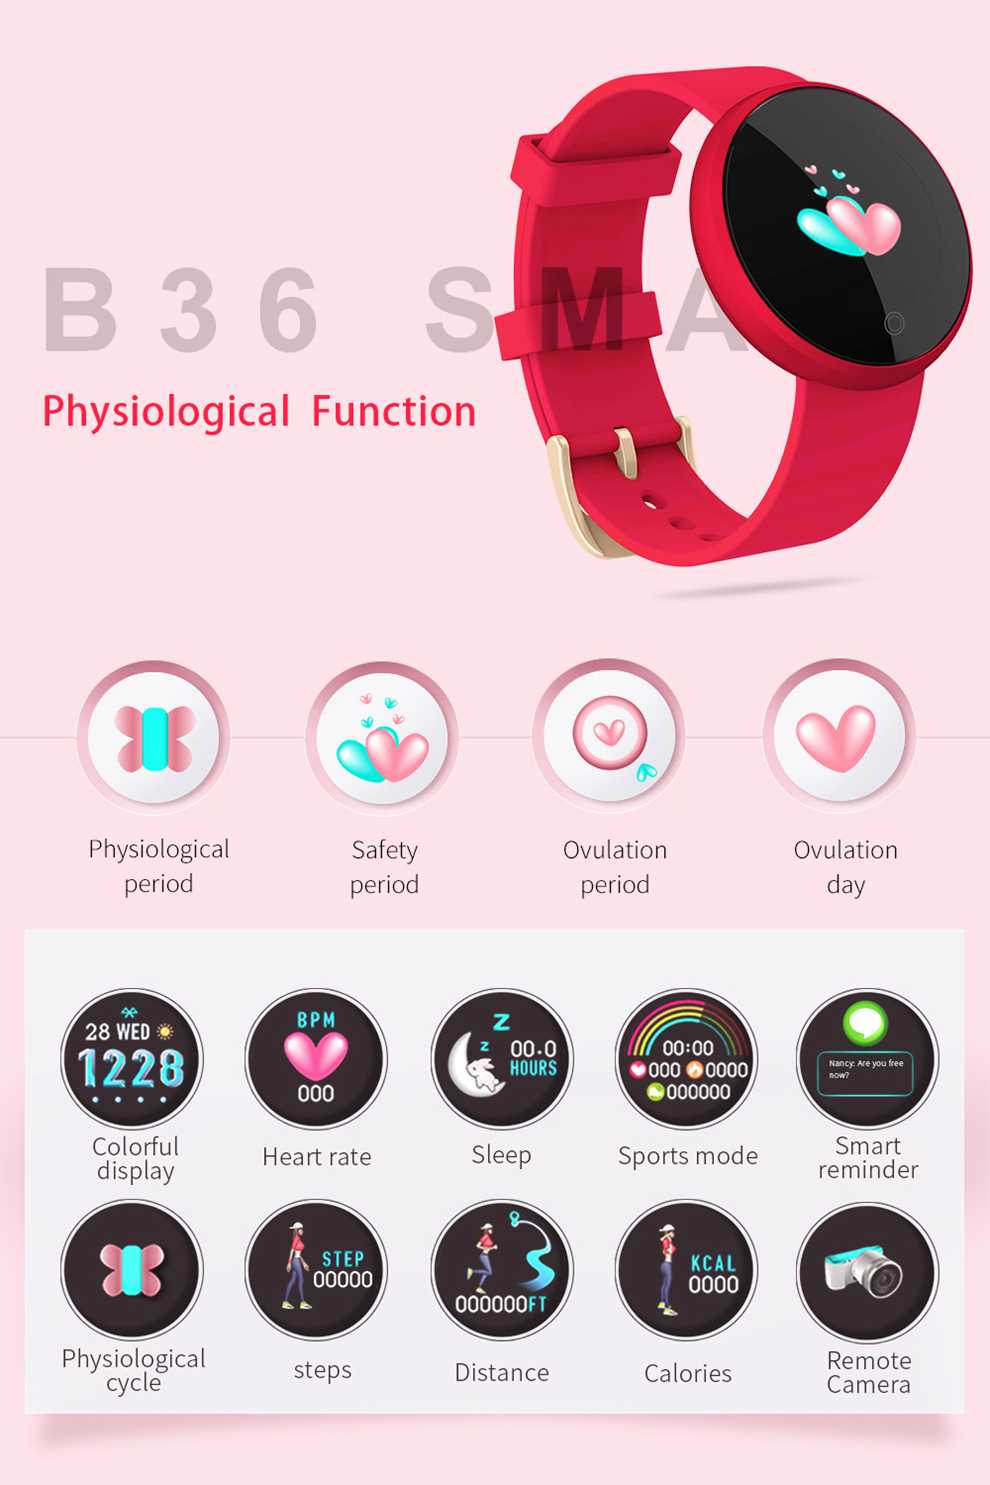 B36 SMA
Physiological Function
Physiological
period
Safety
period
Ovulation
period
Ovulation
day
28 WED
1228
Colorful
display
BPM
000
Heart rate
Z
z
00.0
HOURS
Sleep
00:00
000 0000
000000
Sports mode
Nancy: Are you free
now?
Smart
reminder
Physiological
cycle
STEP
00000
steps
000000FT
Distance
KCAL
0000
Calories
Remote
Camera